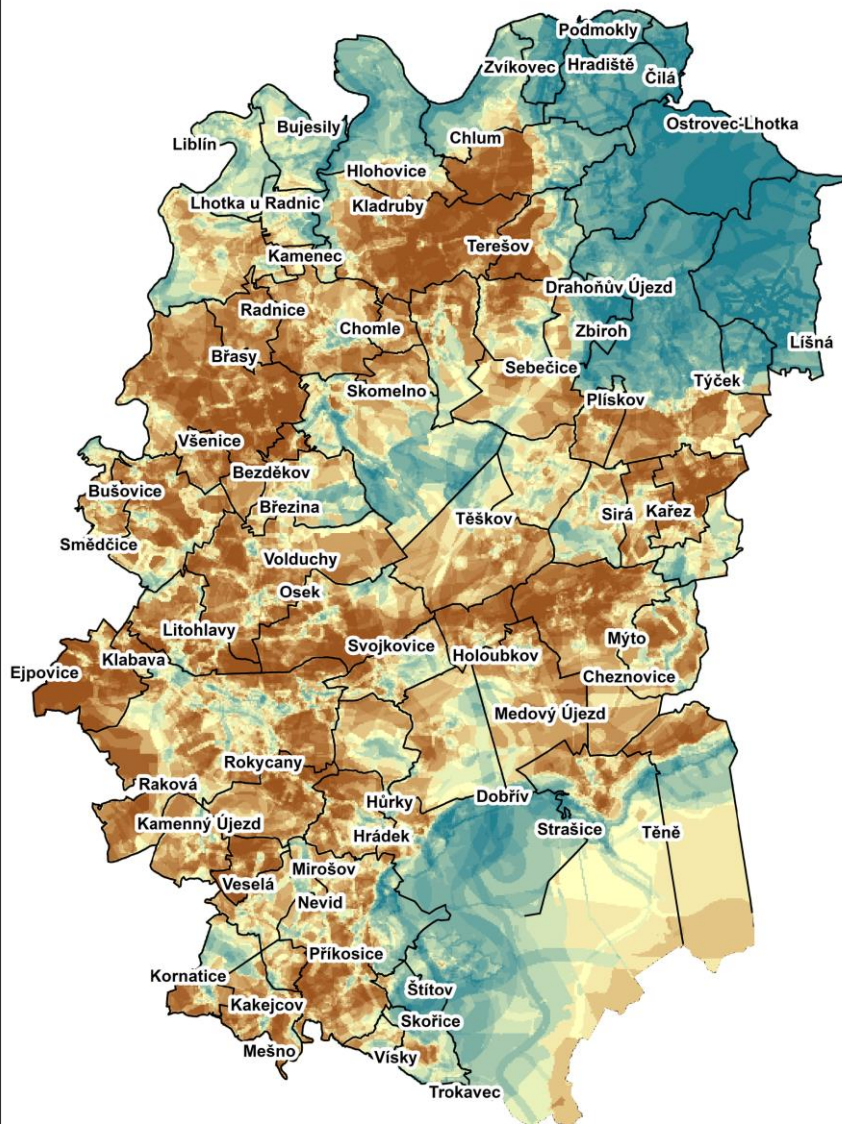 Podmokly
Zvíkovec
Hradiště
Čilá
Ostrovec-Lhotka
Bujesily
Liblín
Chlum
Hlohovice
Lhotka u Radnic
Kladruby
Terešov
Kamenec
Drahoňův Újezd
Radnice
Chomle
Zbiroh
Líšná
Břasy
Sebečice
Týček
Skomelno
Plískov
Všenice
Bezděkov
Bušovice
Březina
Těškov
Sirá
Kařez
Smědčice
Volduchy
Osek
Litohlavy
Mýto
Svojkovice
Holoubkov
Klabava
Ejpovice
Cheznovice
Medový Újezd
Rokycany
Raková
Hůrky
Dobřív
Kamenný Újezd
Strašice
Těně
Hrádek
Mirošov
Veselá
Nevid
Příkosice
Kornatice
Štítov
Kakejcov
Skořice
Mešno
Vísky
Trokavec